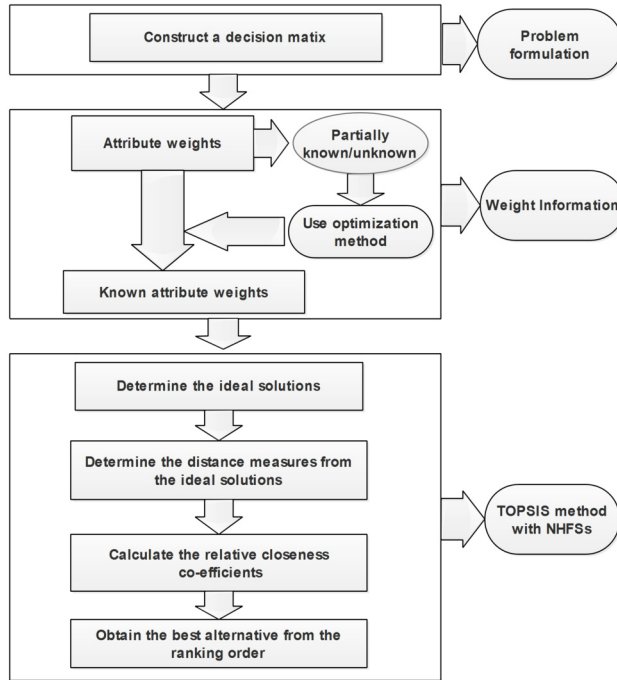 Construct a decision matix
Problem
formulation
Attribute weights
Partially
known/unknown
Use optimization
method
Weight Information
Known attribute weights
Determine the ideal solutions
Determine the distance measures from
the ideal solutions
TOPSIS method
with NHFSs
Calculate the relative closeness
co-efficients
Obtain the best alternative from the
ranking order